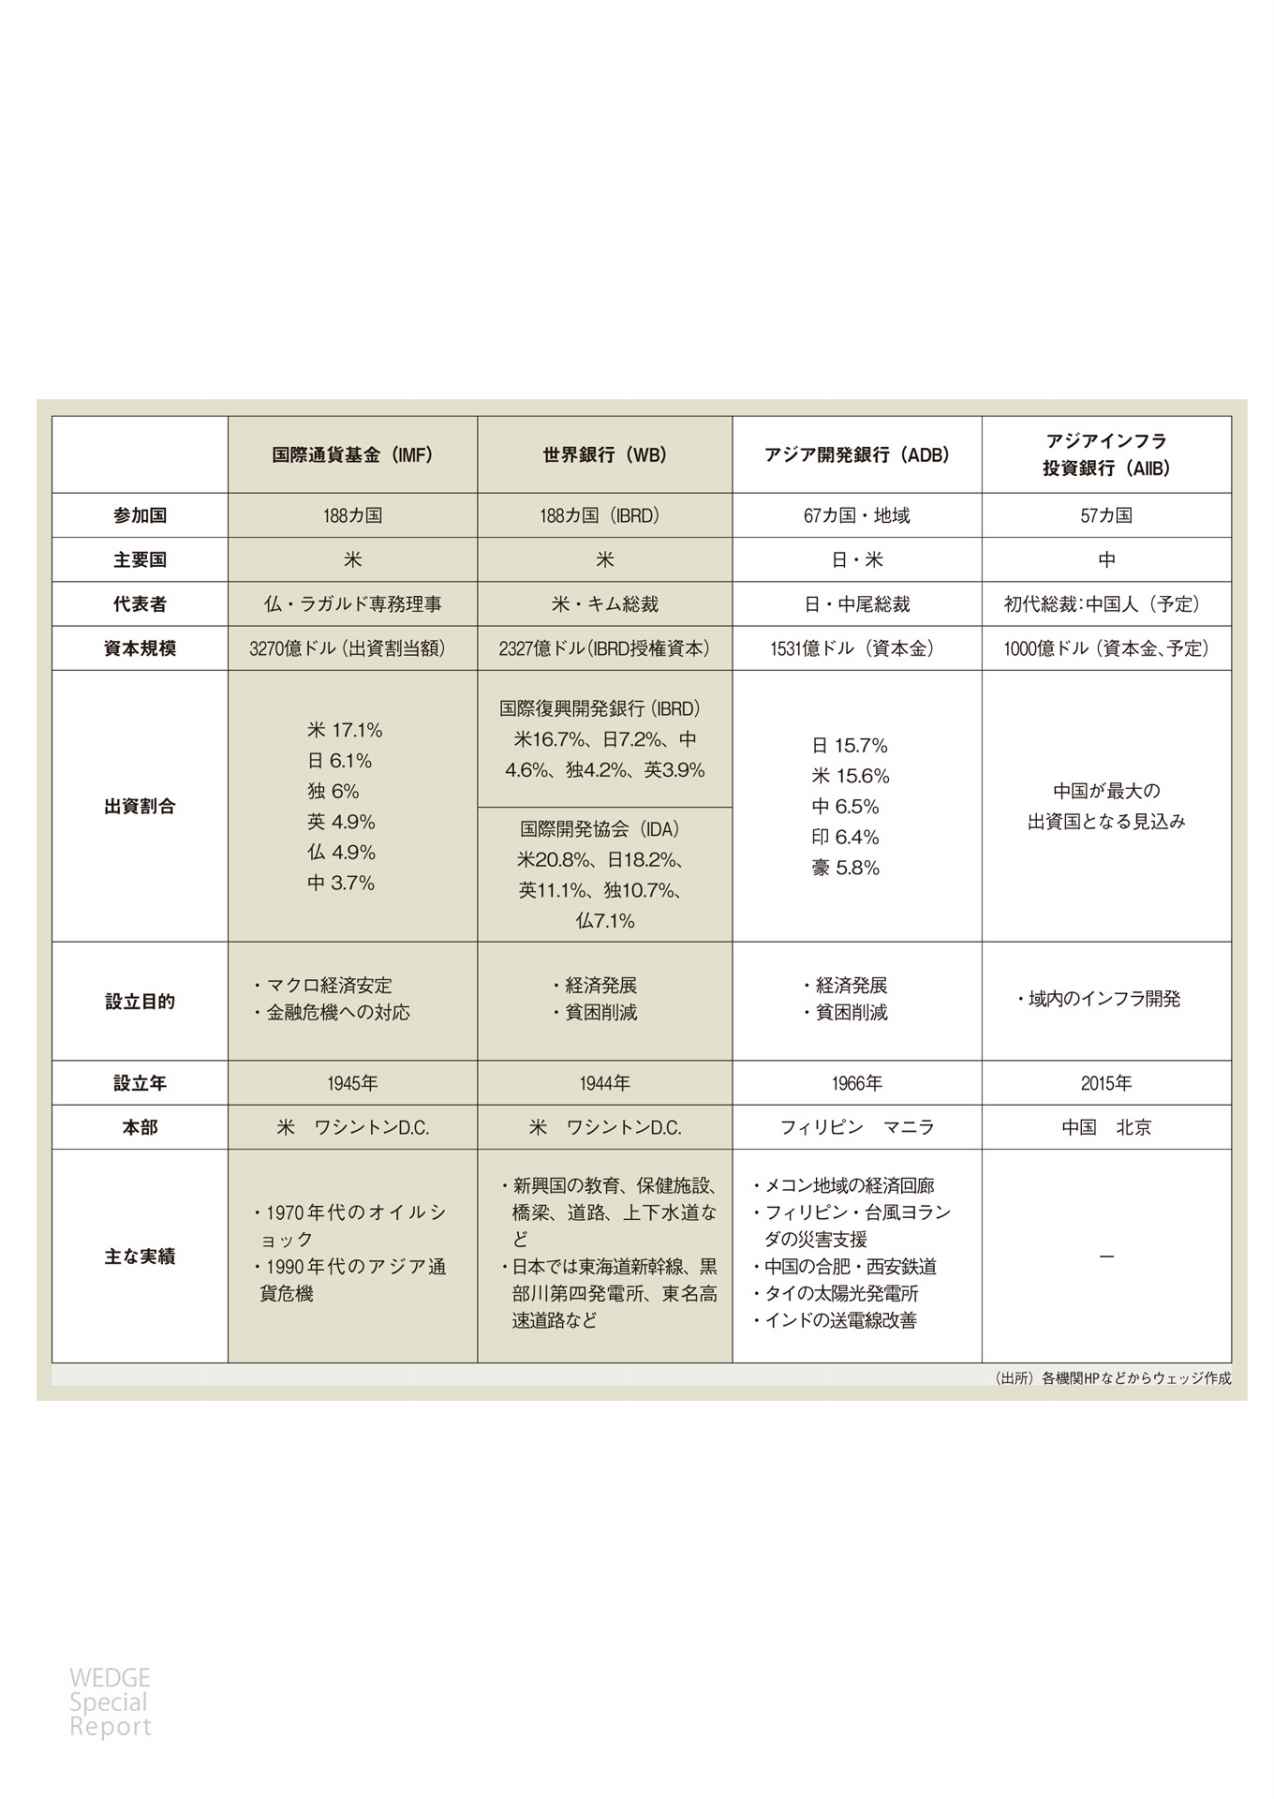 国際通貨基金（IMF）
世界銀行（WB）
アジア開発銀行（ADB）
アジアインフラ
投資銀行（AIIB）
参加国
188カ国
188カ国（IBRD）
67カ国・地域
57カ国
主要国
米
米
日・米
中
代表者
仏・ラガルド専務理事
米・キム総裁
日・中尾総裁
初代総裁：中国人（予定）
資本規模
3270億ドル（出資割当額）
2327億ドル（IBRD授権資本）
1531億ドル（資本金）
1000億ドル（資本金、予定）
出資割合
米 17.1%
日 6.1%
独 6%
英 4.9%
仏 4.9%
中 3.7%
国際復興開発銀行（IBRD）
米16.7%、日7.2%、中
4.6%、独4.2%、英3.9%
国際開発協会（IDA）
米20.8%、日18.2%、
英11.1%、独10.7%、
仏7.1%
日 15.7%
米 15.6%
中 6.5%
印 6.4%
豪 5.8%
中国が最大の
出資国となる見込み
設立目的
・マクロ経済安定
・金融危機への対応
・経済発展
・貧困削減
・経済発展
・貧困削減
・域内のインフラ開発
設立年
1945年
1944年
1966年
2015年
本部
米　ワシントンD.C.
米　ワシントンD.C.
フィリピン　マニラ
中国　北京
主な実績
・1970年代のオイルシ
ョック
・1990年代のアジア通
貨危機
・新興国の教育、保健施設、
橋梁、道路、上下水道な
ど
・日本では東海道新幹線、黒
部川第四発電所、東名高
速道路など
・メコン地域の経済回廊
・フィリピン・台風ヨラン
ダの災害支援
・中国の合肥・西安鉄道
・タイの太陽光発電所
・インドの送電線改善
―
（出所）各機関HPなどからウェッジ作成
WEDGE
Special
Report